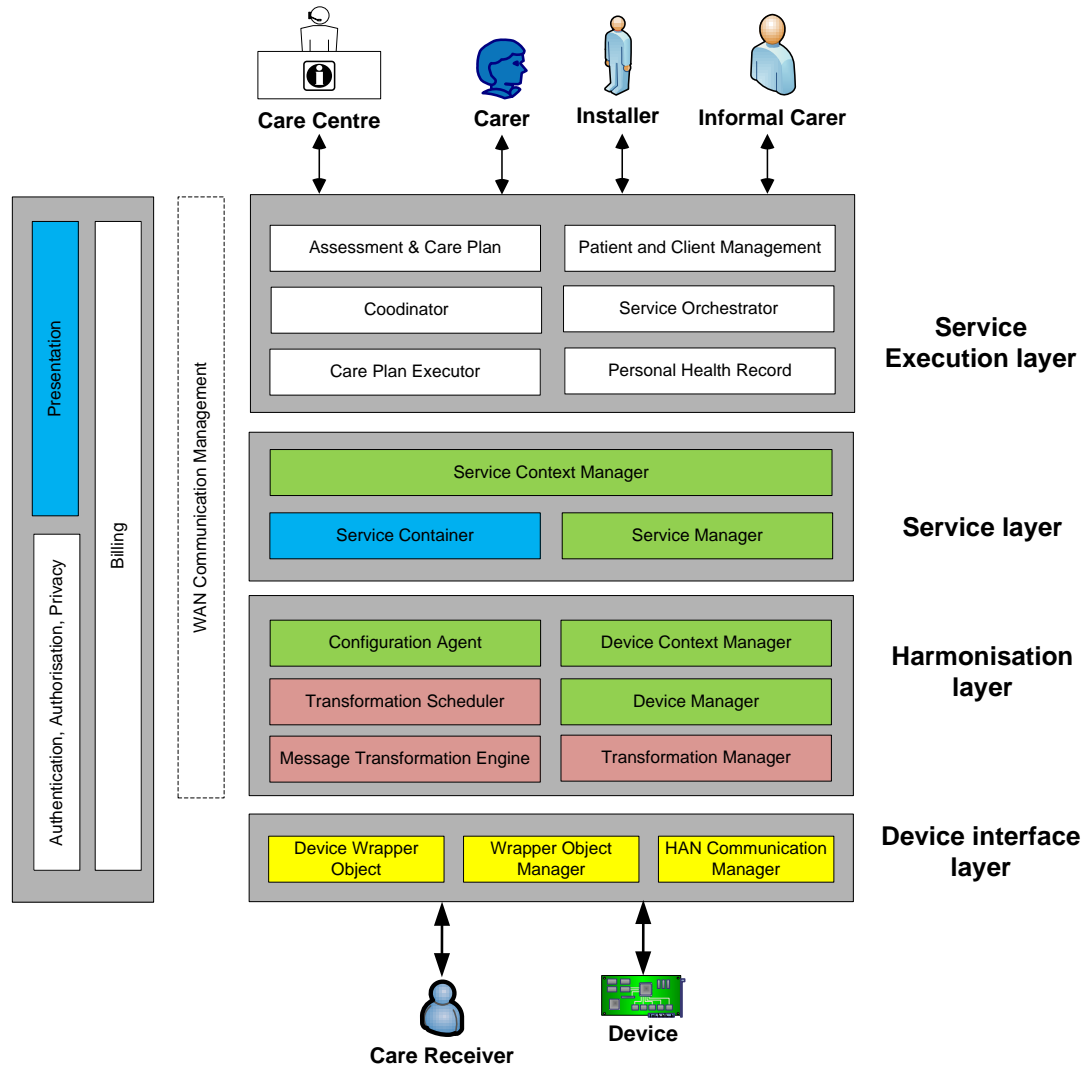 Care Centre
Carer
Installer
Informal Carer
Presentation
Authentication, Authorisation, Privacy
Billing
WAN Communication Management
Assessment & Care Plan
Patient and Client Management
Coodinator
Service Orchestrator
Care Plan Executor
Personal Health Record
Service
Execution layer
Service Context Manager
Service Container
Service Manager
Service layer
Configuration Agent
Device Context Manager
Transformation Scheduler
Device Manager
Message Transformation Engine
Transformation Manager
Harmonisation
layer
Device Wrapper
Object
Wrapper Object
Manager
HAN Communication
Manager
Device interface
layer
Care Receiver
Device